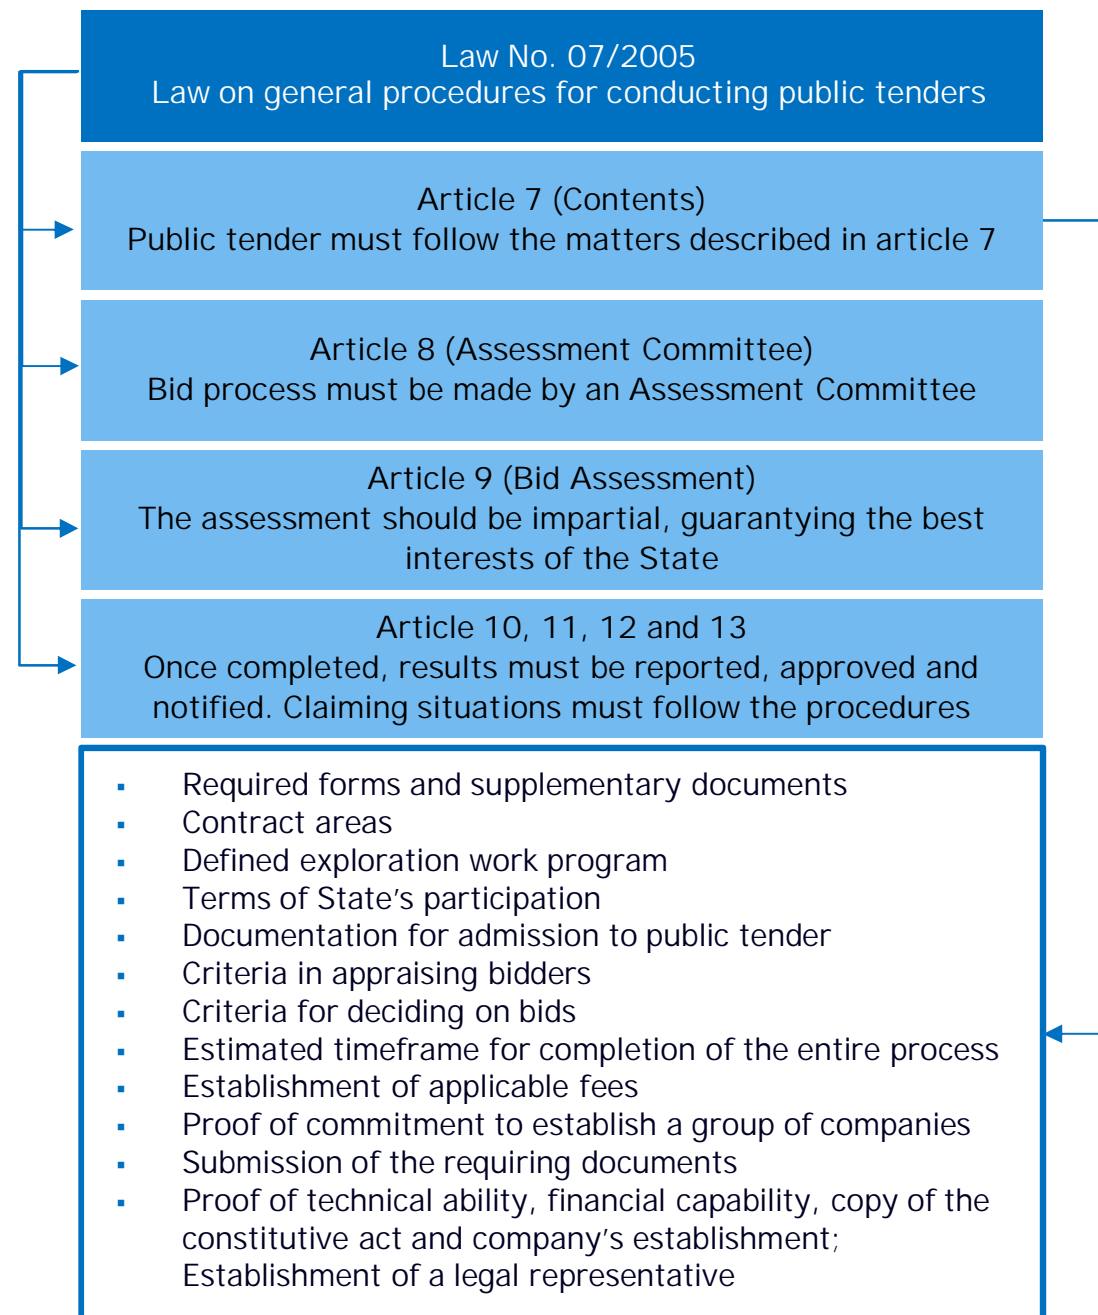 Law No. 07/2005
Law on general procedures for conducting public tenders
Article 7 (Contents)
Public tender must follow the matters described in article 7
Article 8 (Assessment Committee)
Bid process must be made by an Assessment Committee
Article 9 (Bid Assessment)
The assessment should be impartial, guarantying the best
interests of the State
Article 10, 11, 12 and 13
Once completed, results must be reported, approved and
notified. Claiming situations must follow the procedures
▪ Required forms and supplementary documents
▪ Contract areas
▪ Defined exploration work program
▪ Terms of State’s participation
▪ Documentation for admission to public tender
▪ Criteria in appraising bidders
▪ Criteria for deciding on bids
▪ Estimated timeframe for completion of the entire process
▪ Establishment of applicable fees
▪ Proof of commitment to establish a group of companies
▪ Submission of the requiring documents
▪ Proof of technical ability, financial capability, copy of the
constitutive act and company’s establishment;
Establishment of a legal representative